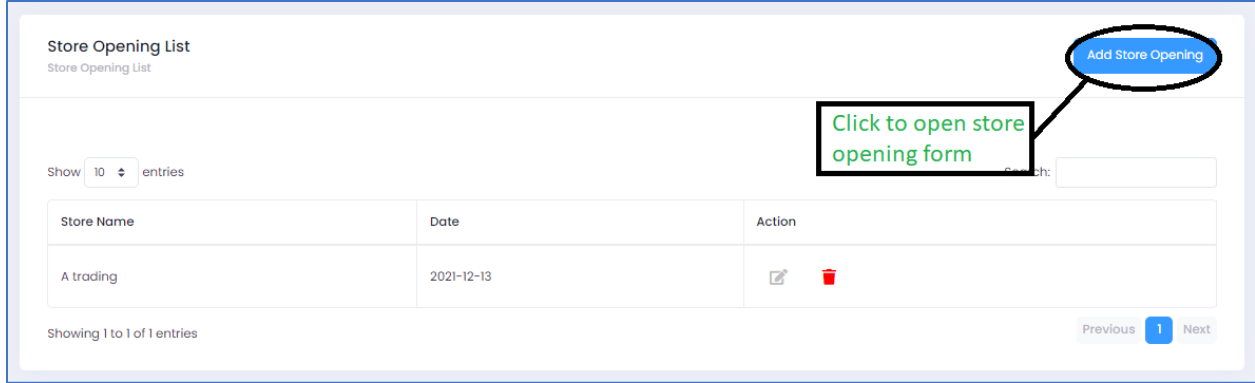 Store Opening List
Store Opening List
Add Store Opening
Click to open store
opening form
Show 10 entries
Search:
Store Name Date Action
A trading 2021-12-13
Showing 1 to 1 of 1 entries
Previous 1 Next